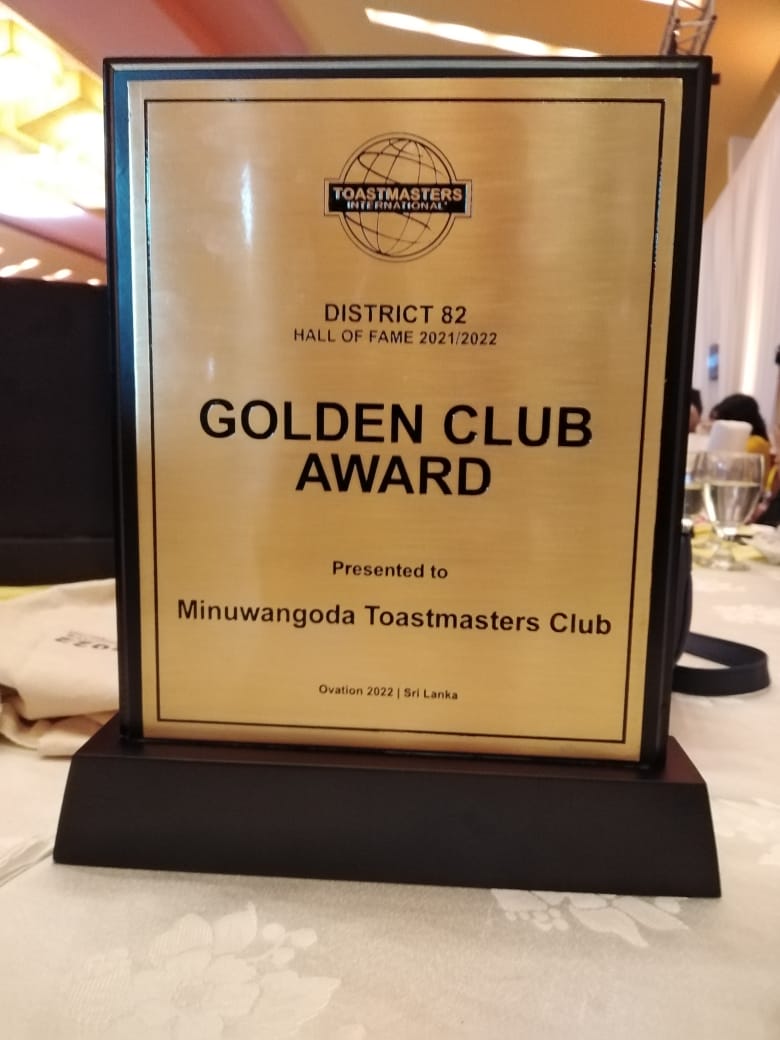 TOASTMASTERS
INTERNATIONAL
DISTRICT 82
HALL OF FAME 2021/2022
GOLDEN CLUB
AWARD
Presented to
Minuwangoda Toastmasters Club
Ovation 2022 | Sri Lanka